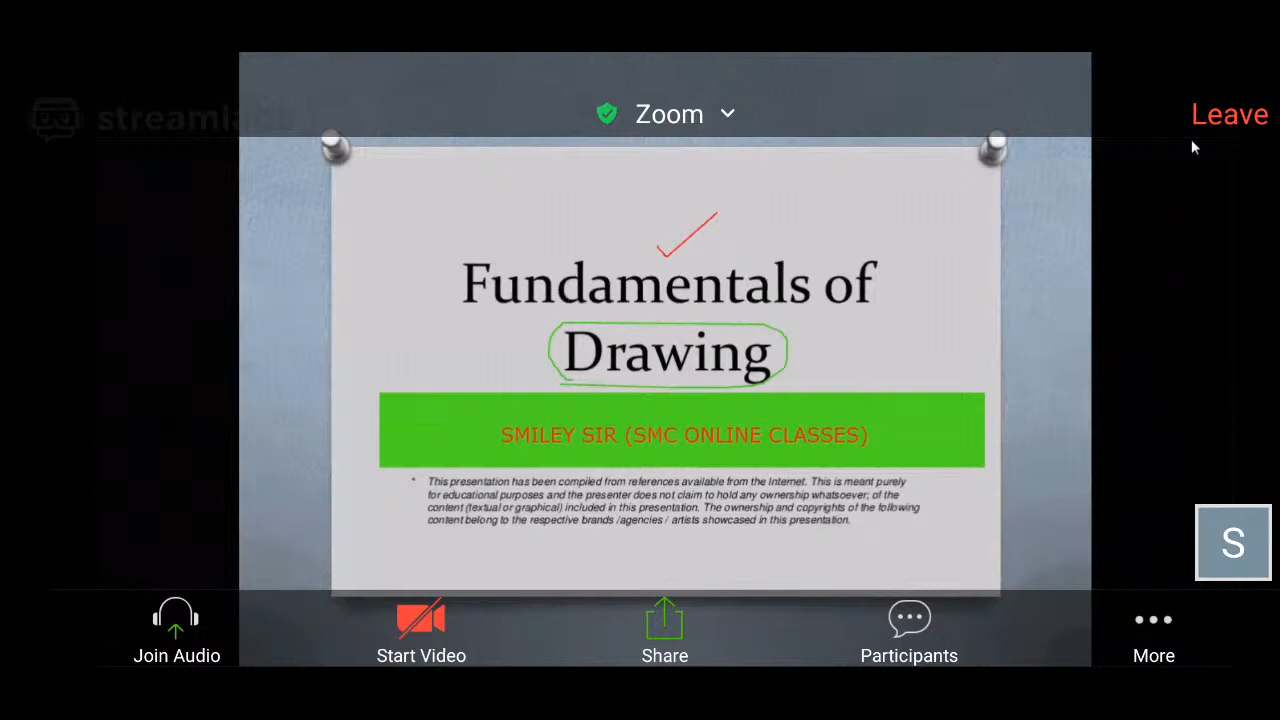 Zoom
Leave
streamla
Fundamentals of
Drawing
SMILEY SIR (SMC ONLINE CLASSES)
* This presentation has been compiled from references available from the Internet. This is meant purely
for educational purposes and the presenter does not claim to hold any ownership whatsoever; of the
content (textual or graphical) included in this presentation. The ownership and copyrights of the following
content belong to the respective brands /agencies / artists showcased in this presentation.
S
Join Audio
Start Video
Share
Participants
More